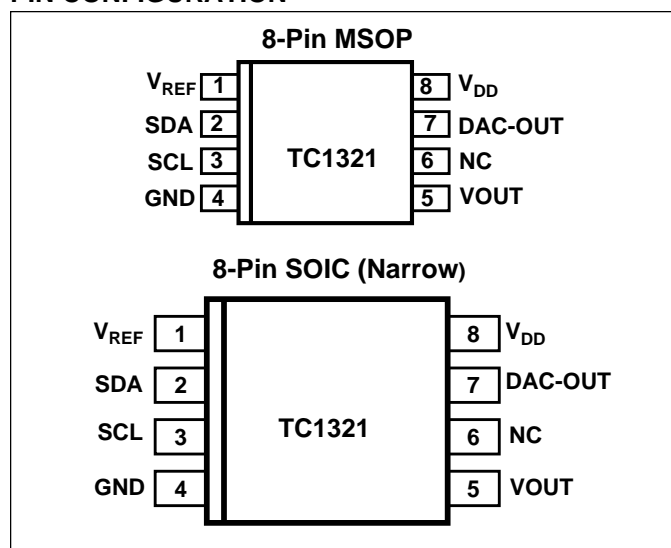 PIN CONFIGURATION
8-Pin MSOP
VREF 1 8 VDD
SDA 2 7 DAC-OUT
SCL 3 TC1321 6 NC
GND 4 5 VOUT
8-Pin SOIC (Narrow)
VREF 1 8 VDD
SDA 2 7 DAC-OUT
SCL 3 TC1321 6 NC
GND 4 5 VOUT